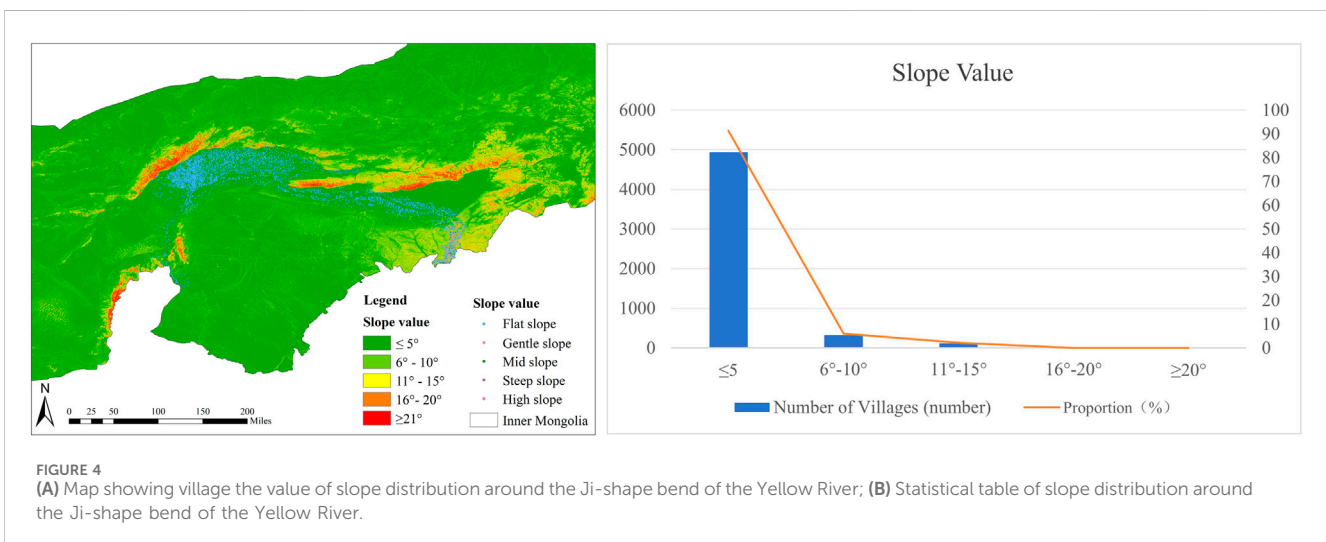 Legend
Slope value
≤ 5°
6° - 10°
11° - 15°
16°- 20°
≥21°
Slope value
Flat slope
Gentle slope
Mid slope
Steep slope
High slope
Inner Mongolia
N
0 25 50 100 150 200
Miles
Slope Value
6000
5000
4000
3000
2000
1000
0
100
90
80
70
60
50
40
30
20
10
0
≤5 6°-10° 11°-15° 16°-20° ≥20°
Number of Villages (number) Proportion（%）
FIGURE 4
(A) Map showing village the value of slope distribution around the Ji-shape bend of the Yellow River; (B) Statistical table of slope distribution around
the Ji-shape bend of the Yellow River.